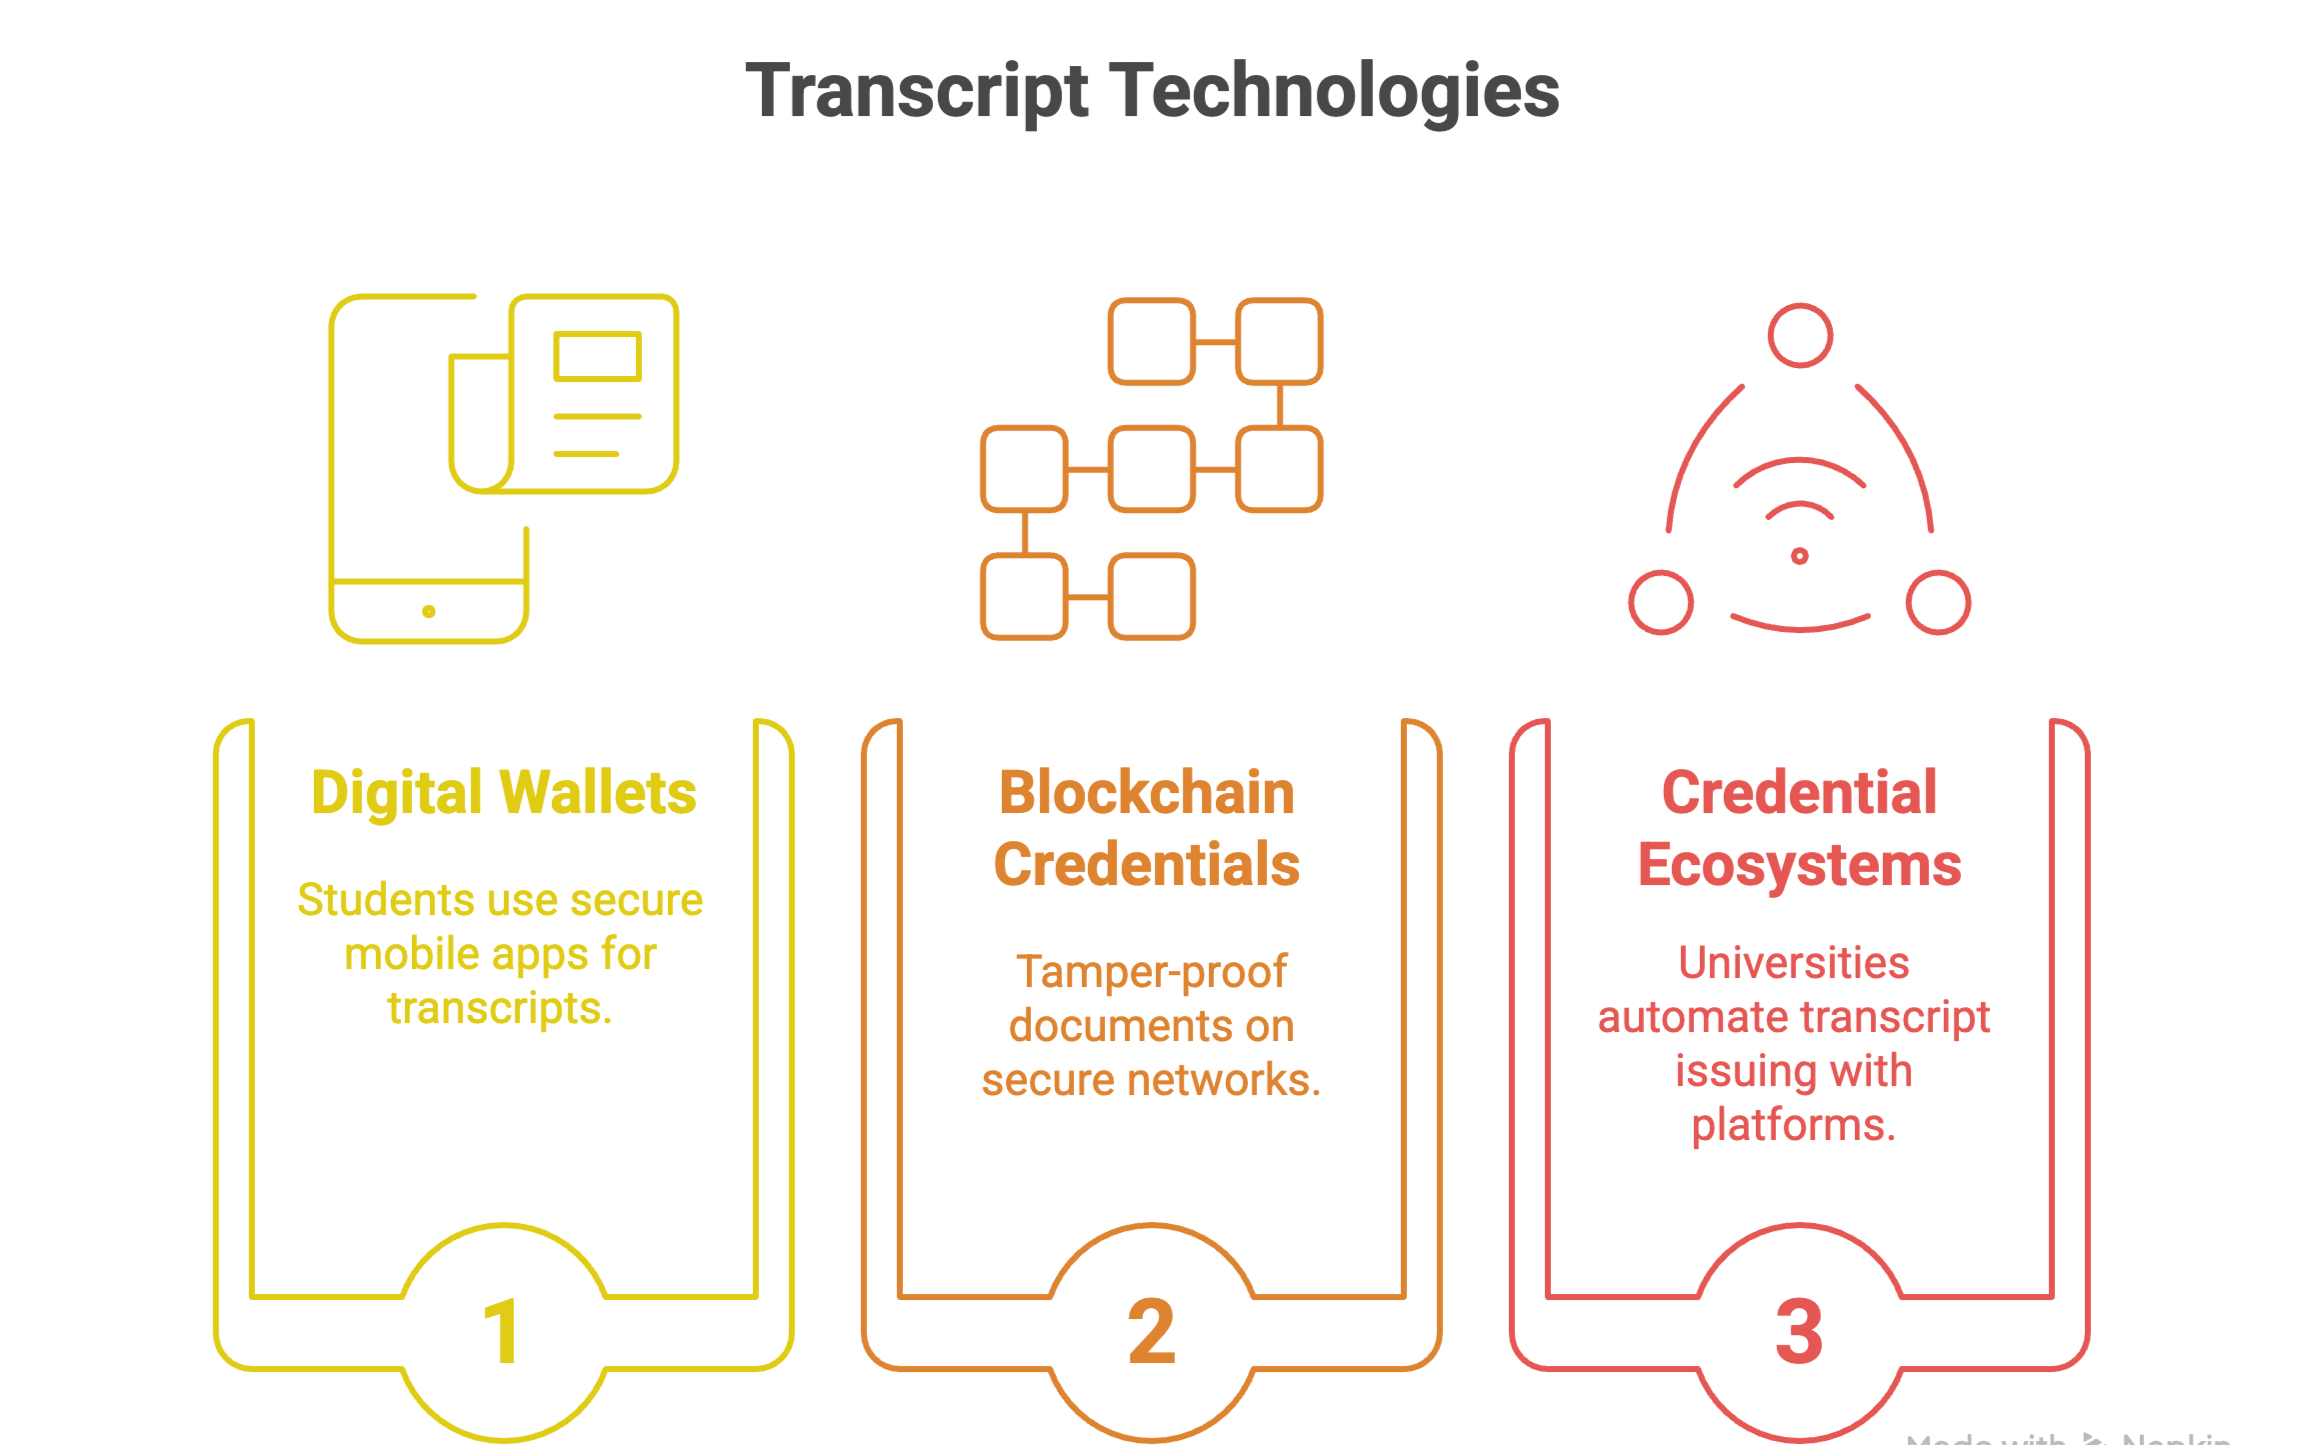 Transcript Technologies
Digital Wallets
Students use secure
mobile apps for
transcripts.
1
Blockchain
Credentials
Tamper-proof
documents on
secure networks.
2
Credential
Ecosystems
Universities
automate transcript
issuing with
platforms.
3
Made with Napkin